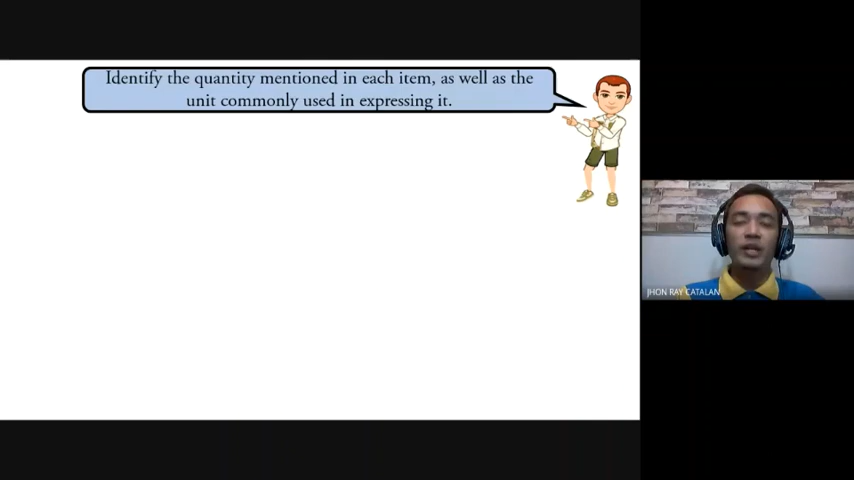 Identify the quantity mentioned in each item, as well as the
unit commonly used in expressing it.
JHON RAY CATALAN